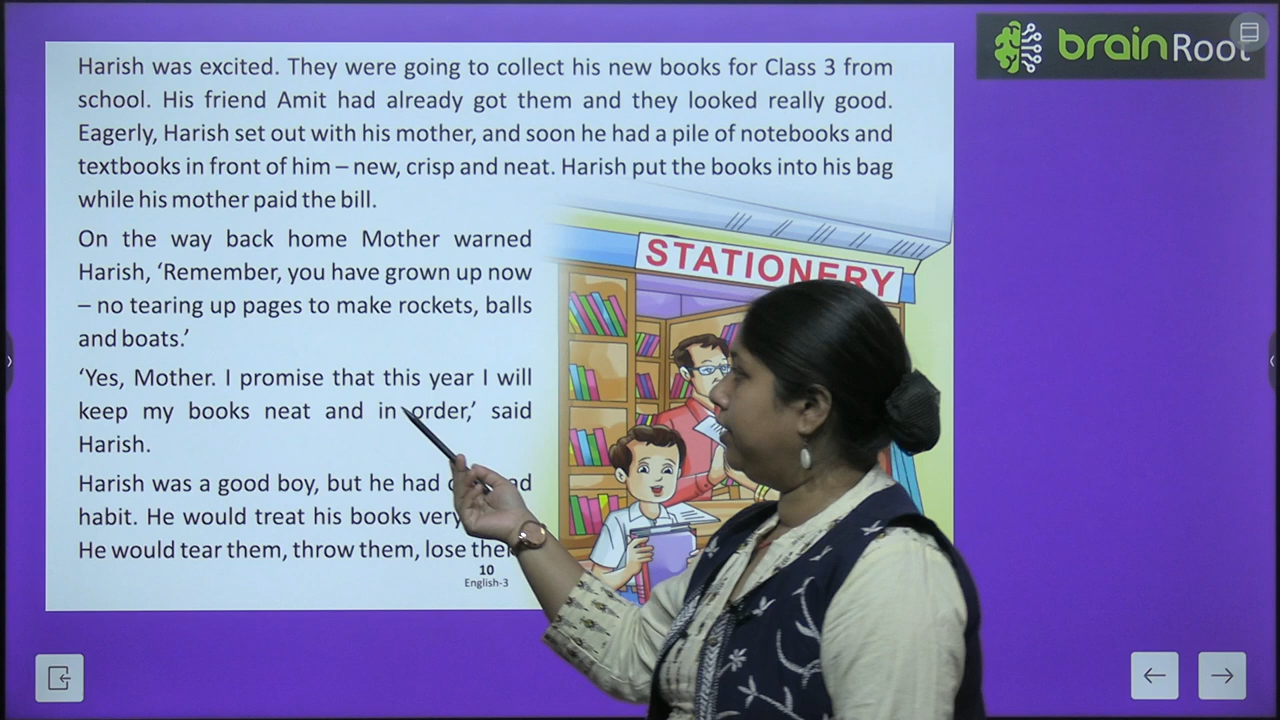 brainRoot
Harish was excited. They were going to collect his new books for Class 3 from
school. His friend Amit had already got them and they looked really good.
Eagerly, Harish set out with his mother, and soon he had a pile of notebooks and
textbooks in front of him – new, crisp and neat. Harish put the books into his bag
while his mother paid the bill.
On the way back home Mother warned
Harish, ‘Remember, you have grown up now
– no tearing up pages to make rockets, balls
and boats.’
‘Yes, Mother. I promise that this year I will
keep my books neat and in order,’ said
Harish.
Harish was a good boy, but he had
habit. He would treat his books very
He would tear them, throw them, lose
10
English-3
STATIONERY